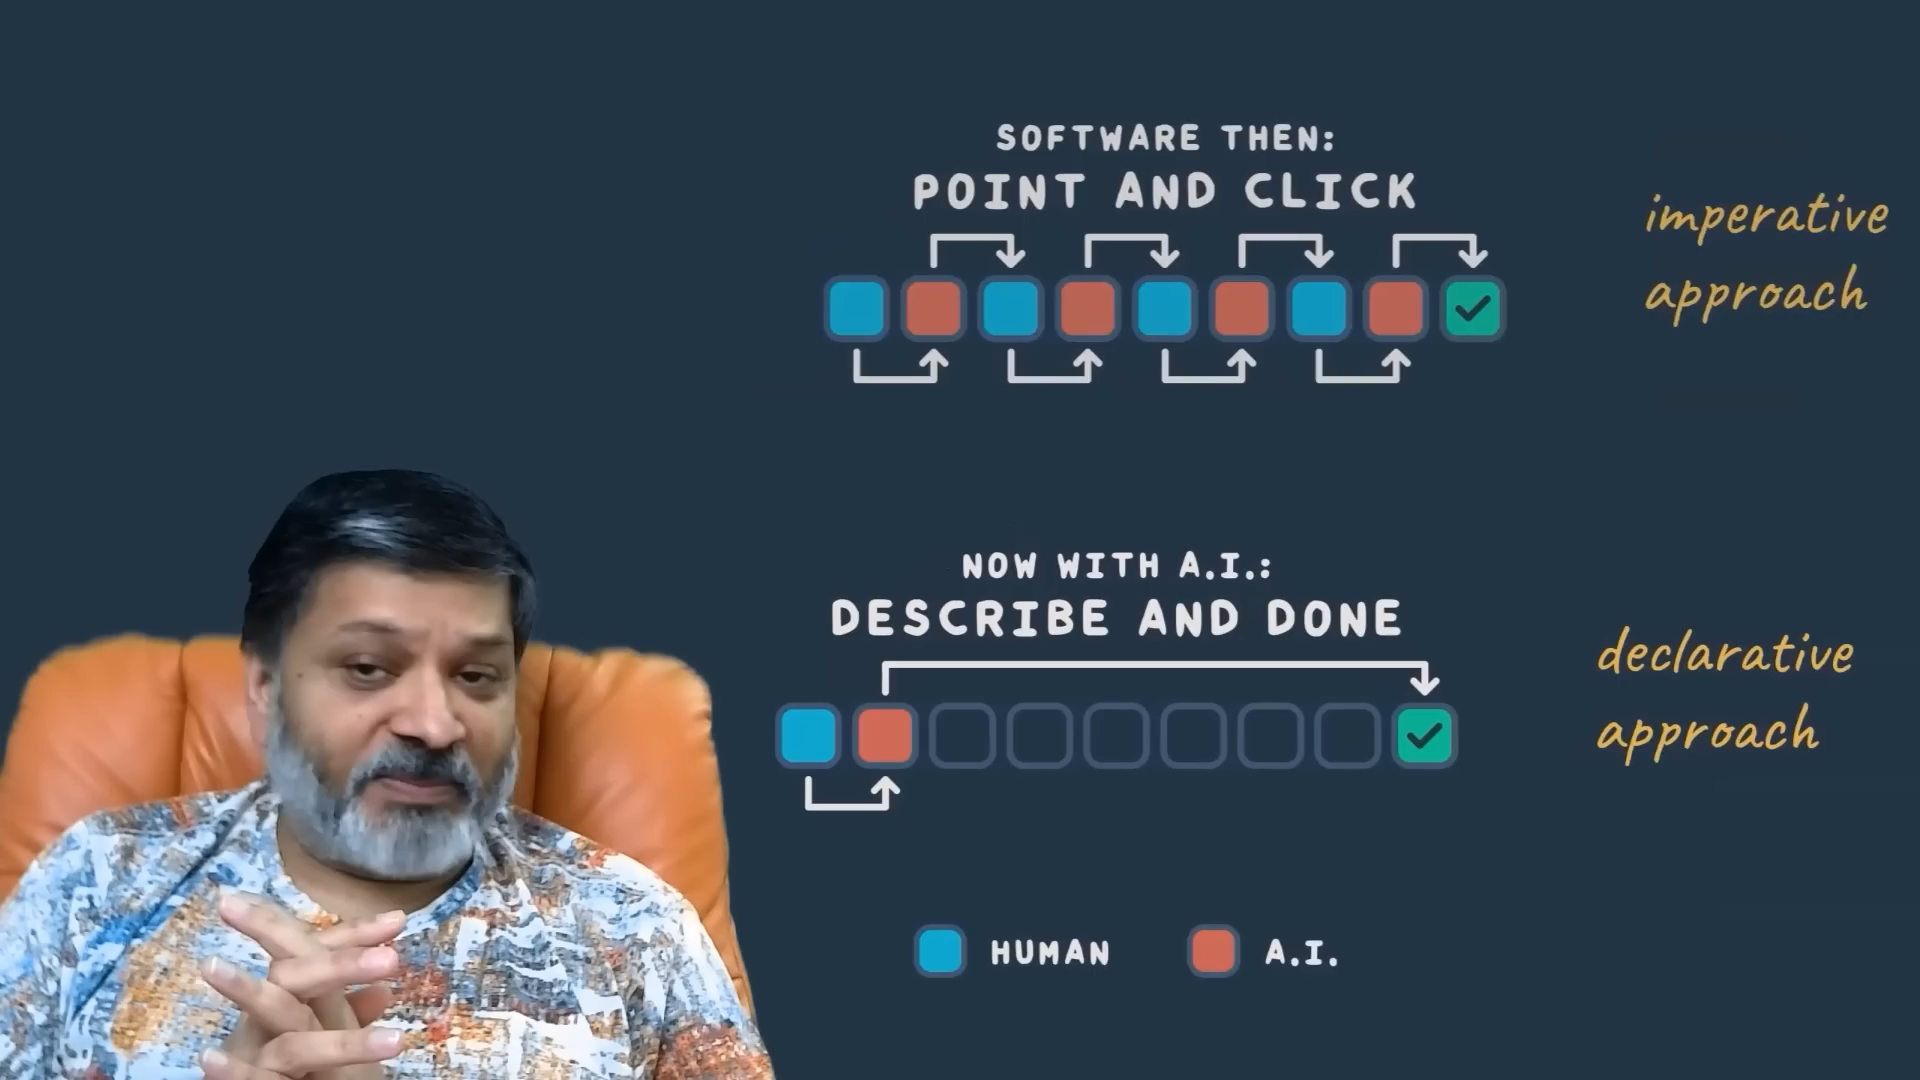 SOFTWARE THEN:
POINT AND CLICK
imperative
approach
NOW WITH A.I.:
DESCRIBE AND DONE
declarative
approach
HUMAN
A.I.